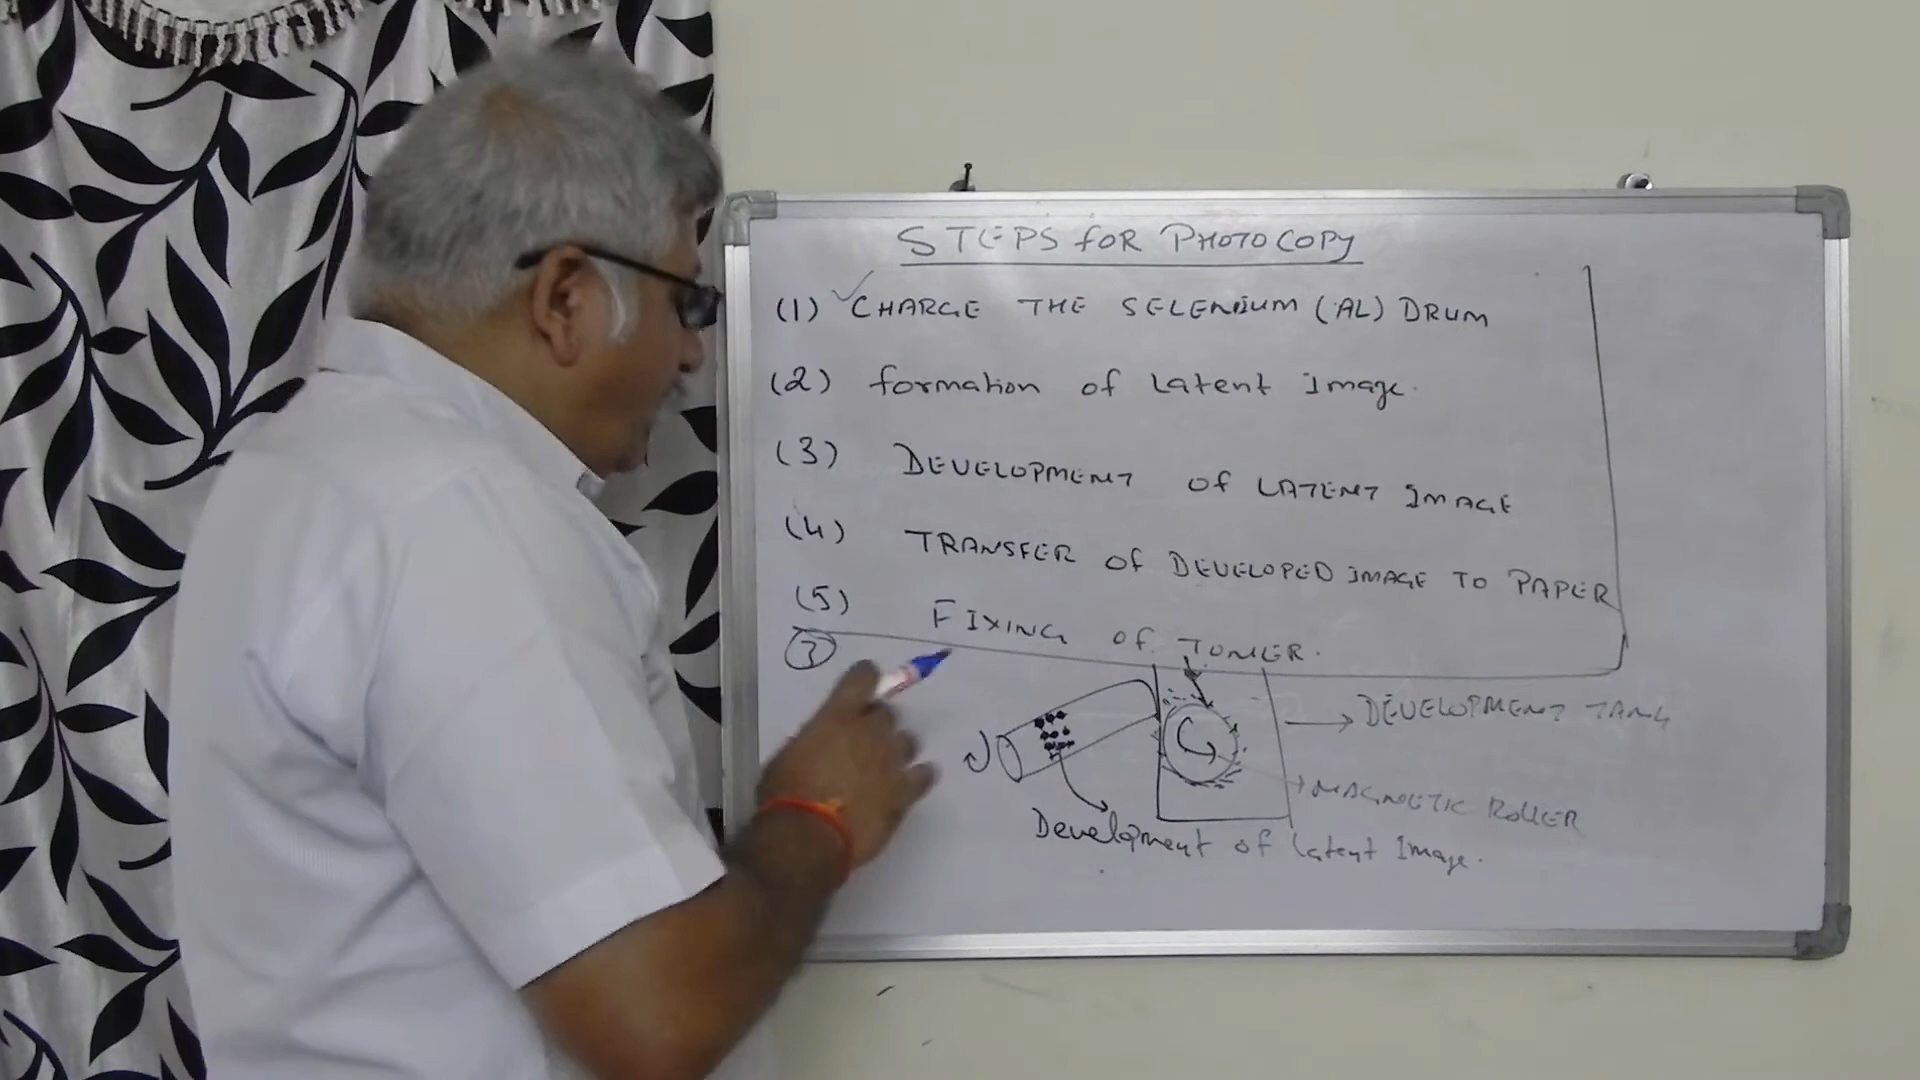 STEPS FOR PHOTOCOPY
(1) CHARGE THE SELENIUM (AL) DRUM
(2) formation of Latent Image.
(3) DEVELOPMENT of LATENT IMAGE
(4) TRANSFER of DEVELOPED IMAGE TO PAPER
(5) FIXING of TONER.
3
DEVELOPMENT TANK
MAGNETIC ROLLER
Development of Latent Image.